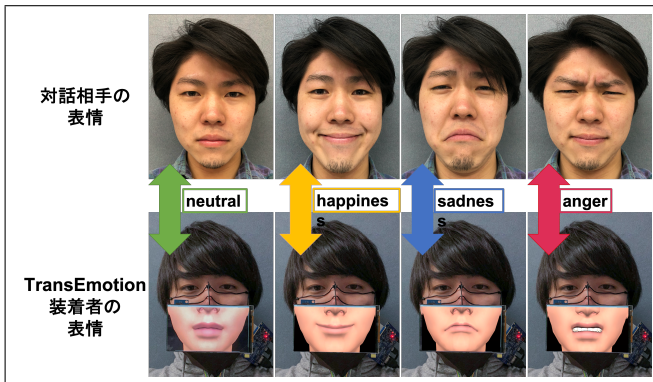 対話相手の
表情
neutral
happines
s
sadnes
s
anger
TransEmotion
装着者の
表情